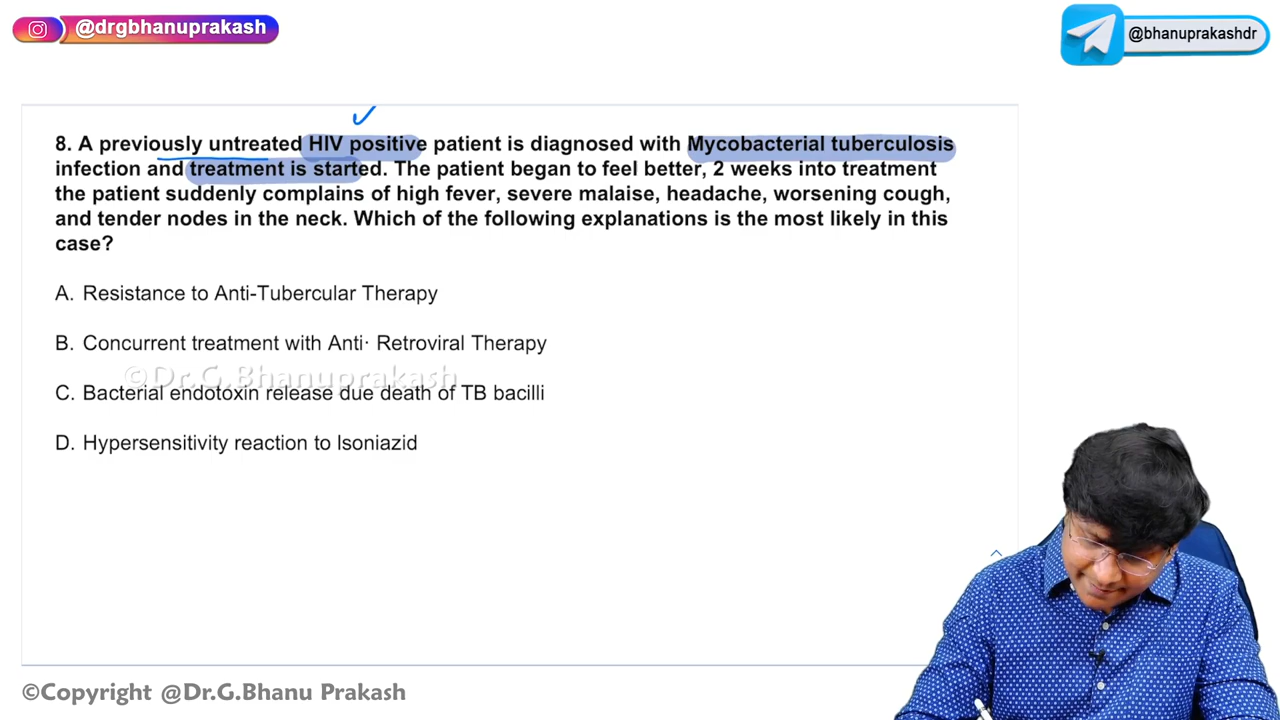 @drgbhanuprakash
@bhanuprakashdr
8. A previously untreated HIV positive patient is diagnosed with Mycobacterial tuberculosis
infection and treatment is started. The patient began to feel better, 2 weeks into treatment
the patient suddenly complains of high fever, severe malaise, headache, worsening cough,
and tender nodes in the neck. Which of the following explanations is the most likely in this
case?
A. Resistance to Anti-Tubercular Therapy
B. Concurrent treatment with Anti· Retroviral Therapy
©Dr.G.Bhanuprakash
C. Bacterial endotoxin release due death of TB bacilli
D. Hypersensitivity reaction to Isoniazid
©Copyright @Dr.G.Bhanu Prakash